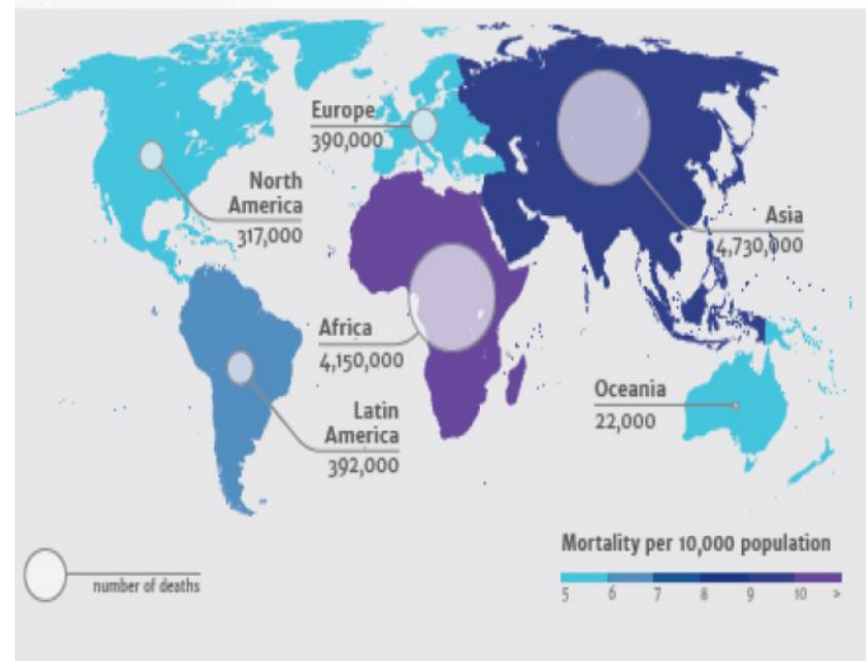 Europe
390,000
North
America
317,000
Asia
4,730,000
Africa
4,150,000
Oceania
22,000
Latin
America
392,000
Mortality per 10,000 population
number of deaths
5 6 7 8 9 10 >